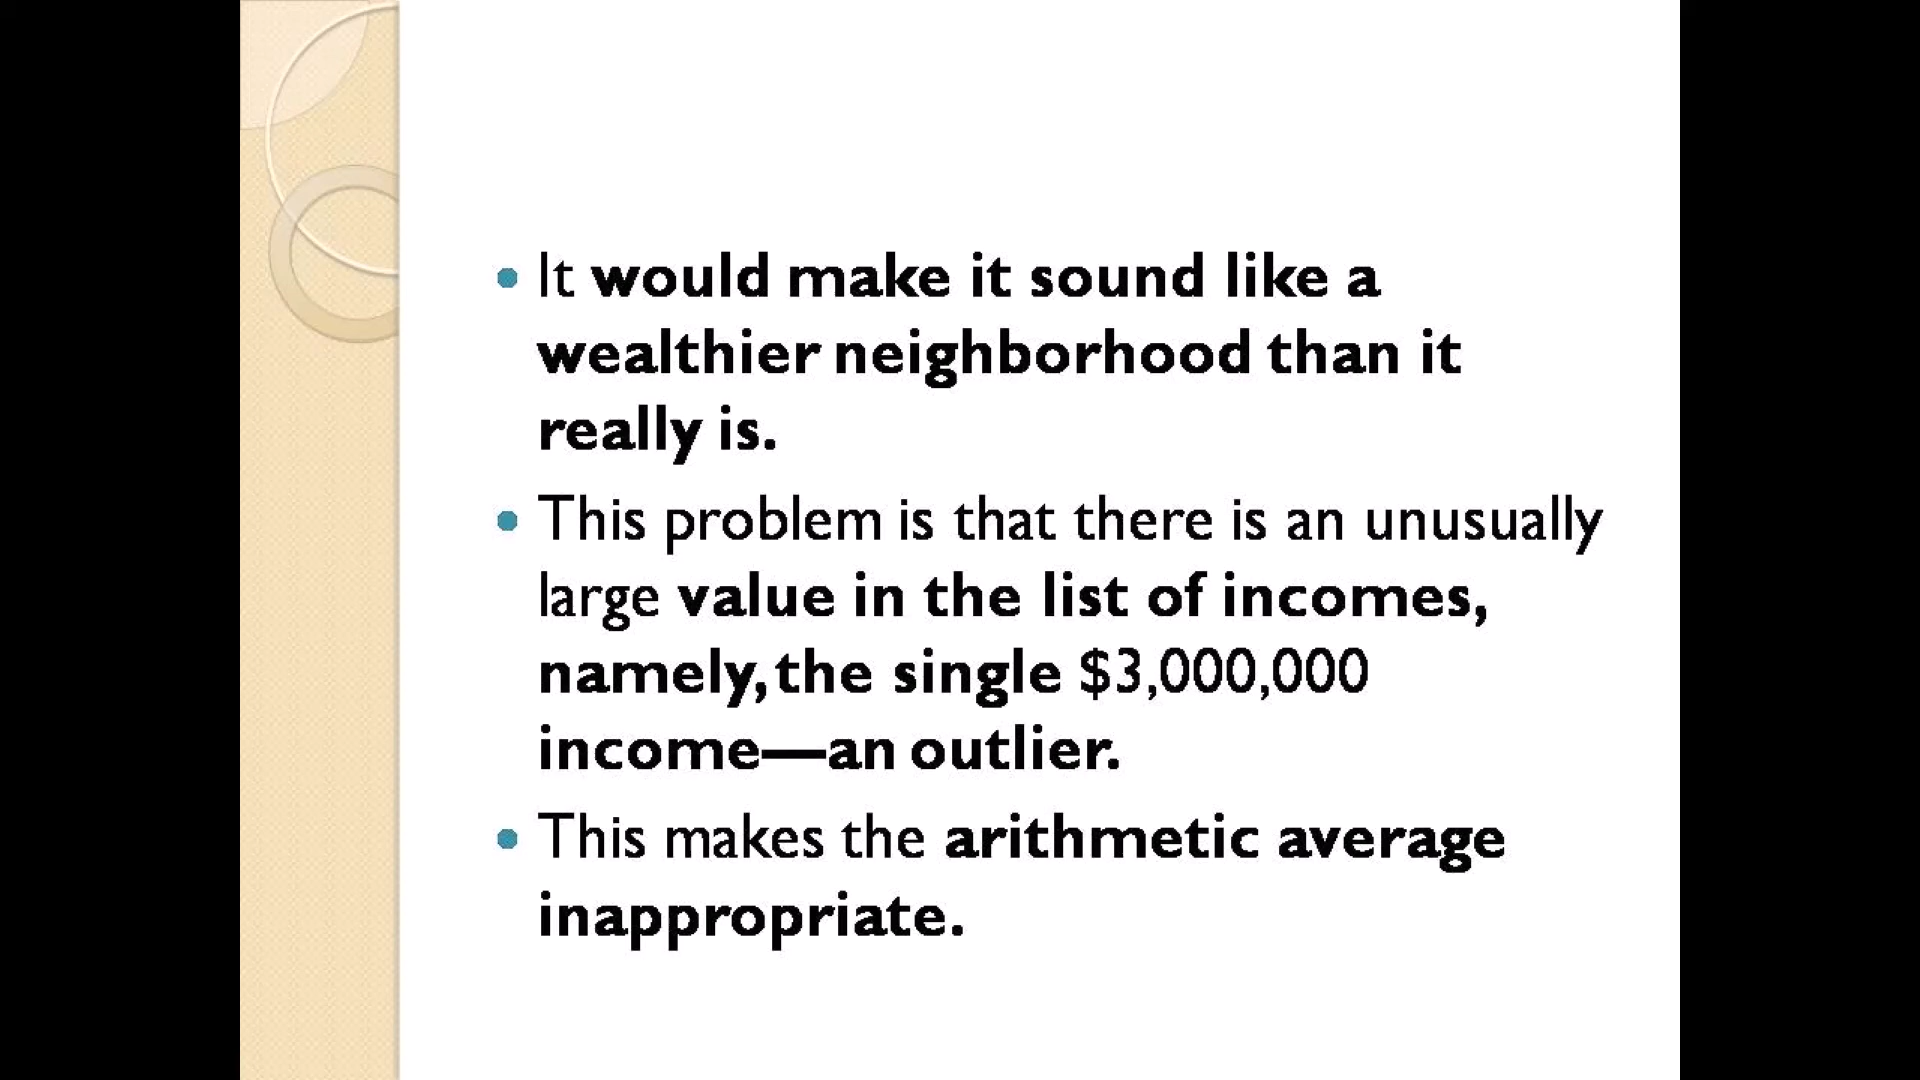 It would make it sound like a
wealthier neighborhood than it
really is.
This problem is that there is an unusually
large value in the list of incomes,
namely, the single $3,000,000
income—an outlier.
This makes the arithmetic average
inappropriate.